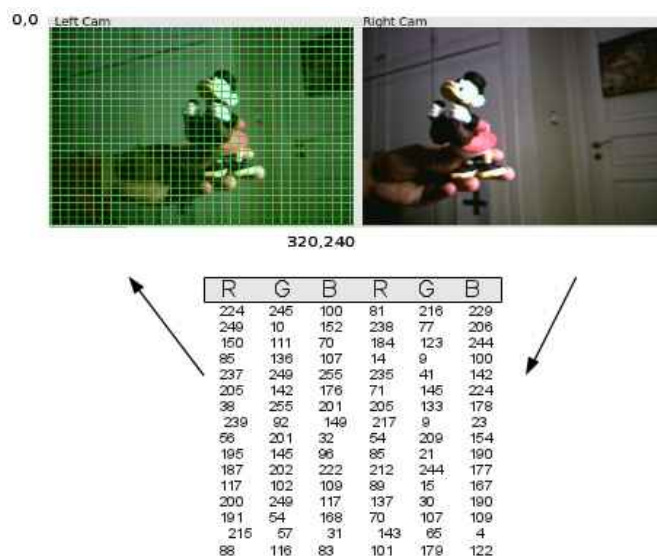 0,0 Left Cam Right Cam
320,240
R G B R G B
224 245 100 81 216 229
249 10 152 238 77 206
150 111 70 184 123 244
85 136 107 14 9 100
237 249 255 235 41 142
205 142 176 71 145 224
38 255 201 205 133 178
239 92 149 217 9 23
56 201 32 54 209 154
195 145 96 85 21 190
187 202 222 212 244 177
117 102 109 89 15 167
200 249 117 137 30 190
191 54 168 70 107 109
215 57 31 143 65 4
88 116 83 101 179 122